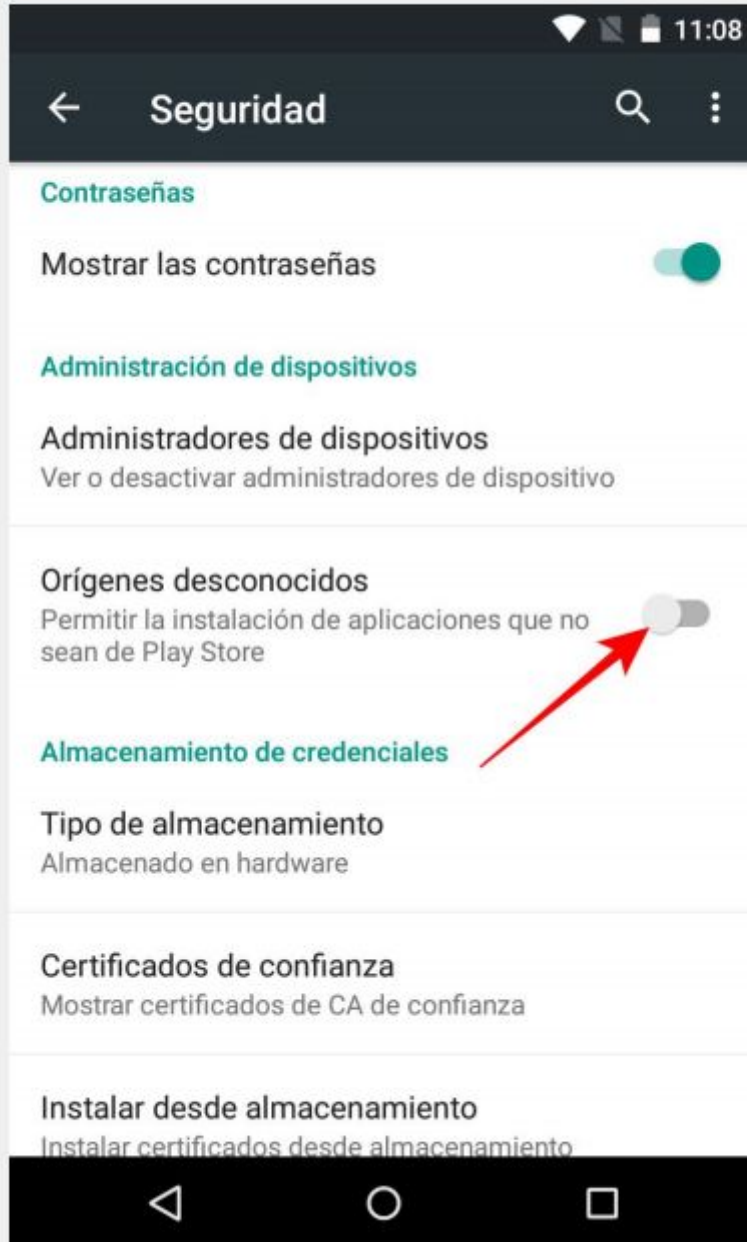 11:08
Seguridad
Contraseñas
Mostrar las contraseñas
Administración de dispositivos
Administradores de dispositivos
Ver o desactivar administradores de dispositivo
Orígenes desconocidos
Permitir la instalación de aplicaciones que no
sean de Play Store
Almacenamiento de credenciales
Tipo de almacenamiento
Almacenado en hardware
Certificados de confianza
Mostrar certificados de CA de confianza
Instalar desde almacenamiento
Instalar certificados desde almacenamiento